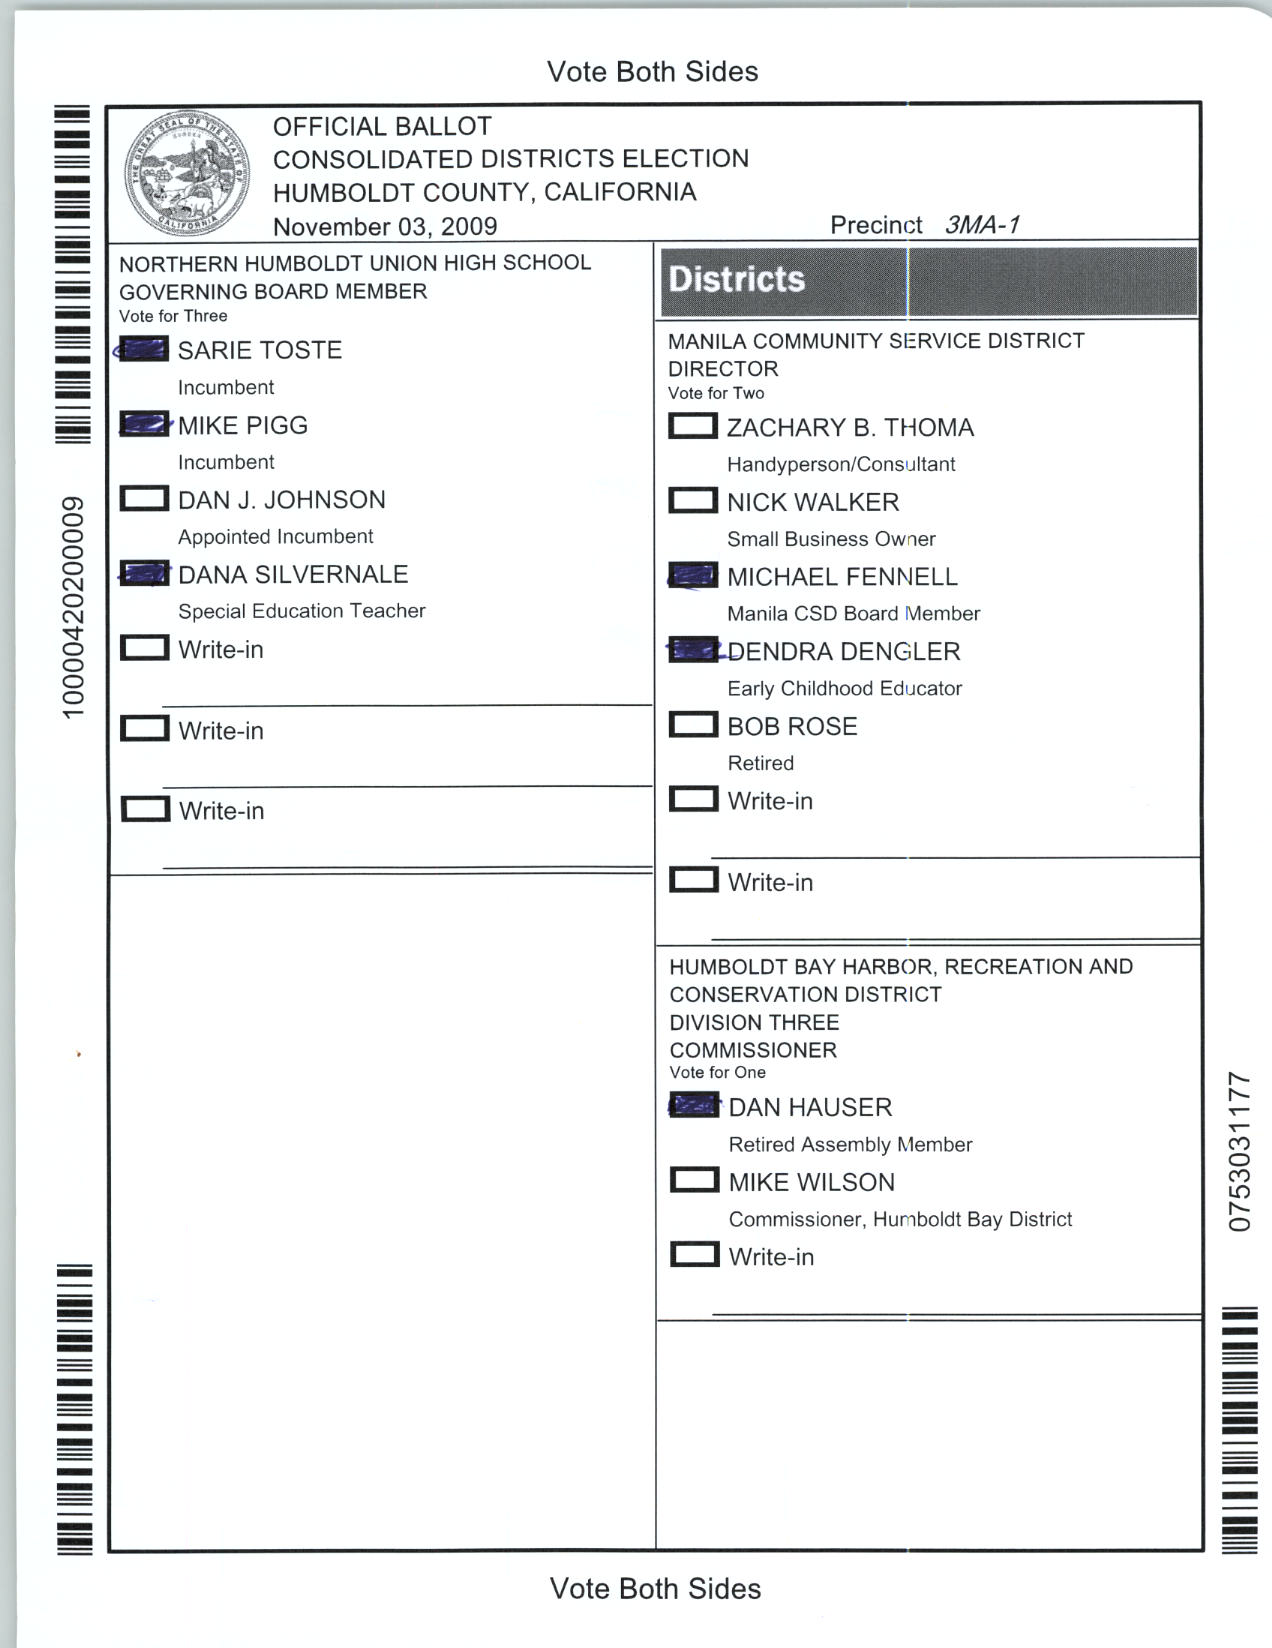 Vote Both Sides
OFFICIAL BALLOT
CONSOLIDATED DISTRICTS ELECTION
HUMBOLDT COUNTY, CALIFORNIA
November 03, 2009
Precinct 3MA-1
THE GREAT SEAL OF THE STATE OF CALIFORNIA
EUREKA
NORTHERN HUMBOLDT UNION HIGH SCHOOL
GOVERNING BOARD MEMBER
Vote for Three
SARIE TOSTE
Incumbent
MIKE PIGG
Incumbent
DAN J. JOHNSON
Appointed Incumbent
DANA SILVERNALE
Special Education Teacher
Write-in
Write-in
Write-in
Districts
MANILA COMMUNITY SERVICE DISTRICT
DIRECTOR
Vote for Two
ZACHARY B. THOMA
Handyperson/Consultant
NICK WALKER
Small Business Owner
MICHAEL FENNELL
Manila CSD Board Member
DENDRA DENGLER
Early Childhood Educator
BOB ROSE
Retired
Write-in
Write-in
HUMBOLDT BAY HARBOR, RECREATION AND
CONSERVATION DISTRICT
DIVISION THREE
COMMISSIONER
Vote for One
DAN HAUSER
Retired Assembly Member
MIKE WILSON
Commissioner, Humboldt Bay District
Write-in
10000420200009
0753031177
Vote Both Sides